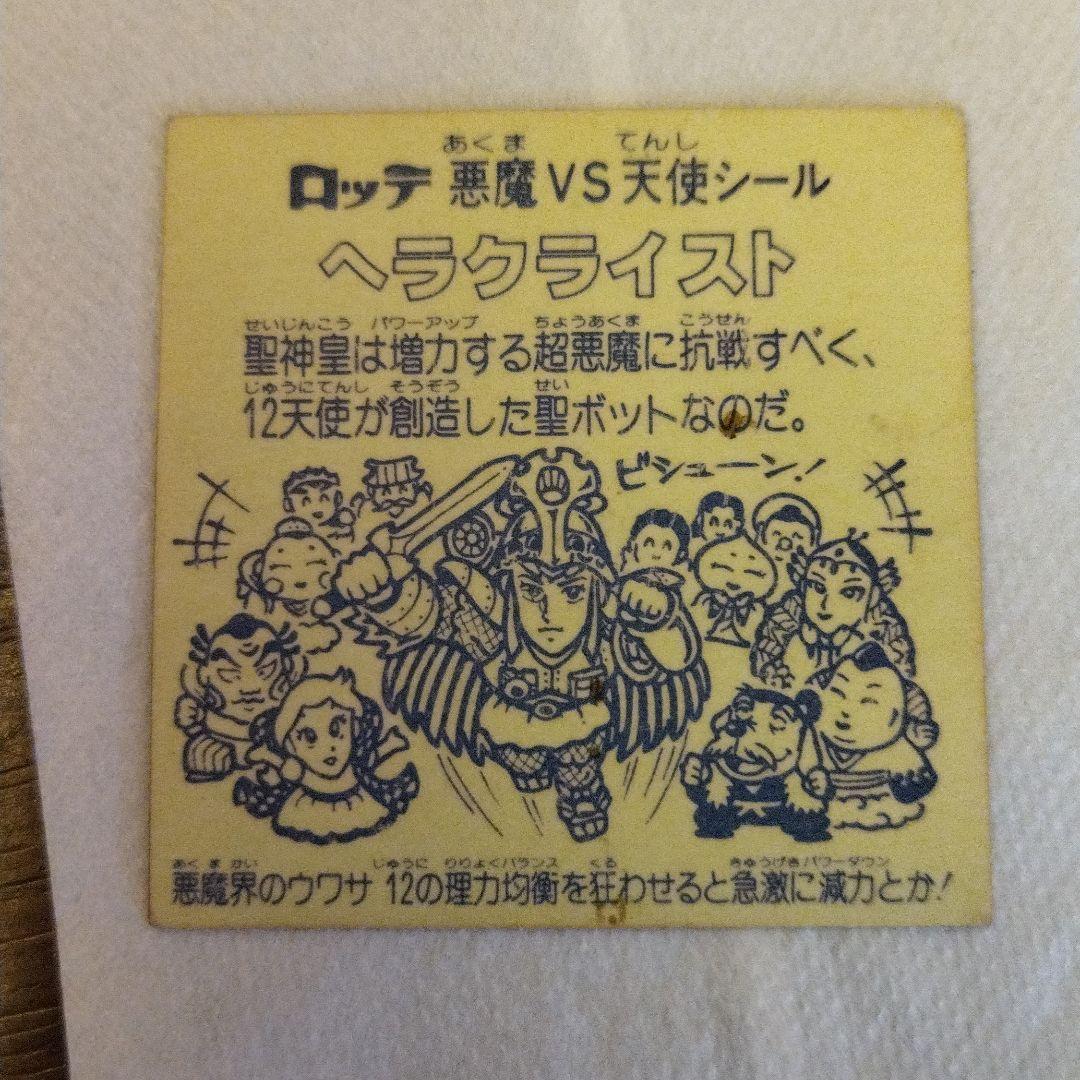 あくま てんし
ロッテ 悪魔VS天使シール
ヘラクライスト
せいじんこう パワーアップ ちょうあくま こうせん
聖神皇は増力する超悪魔に抗戦すべく、
じゅうにてんし そうぞう せい
12天使が創造した聖ボットなのだ。
ビシューン!
あくまかい じゅうに りりょくバランス くる きゅうげきパワーダウン
悪魔界のウワサ 12の理力均衡を狂わせると急激に減力とか!